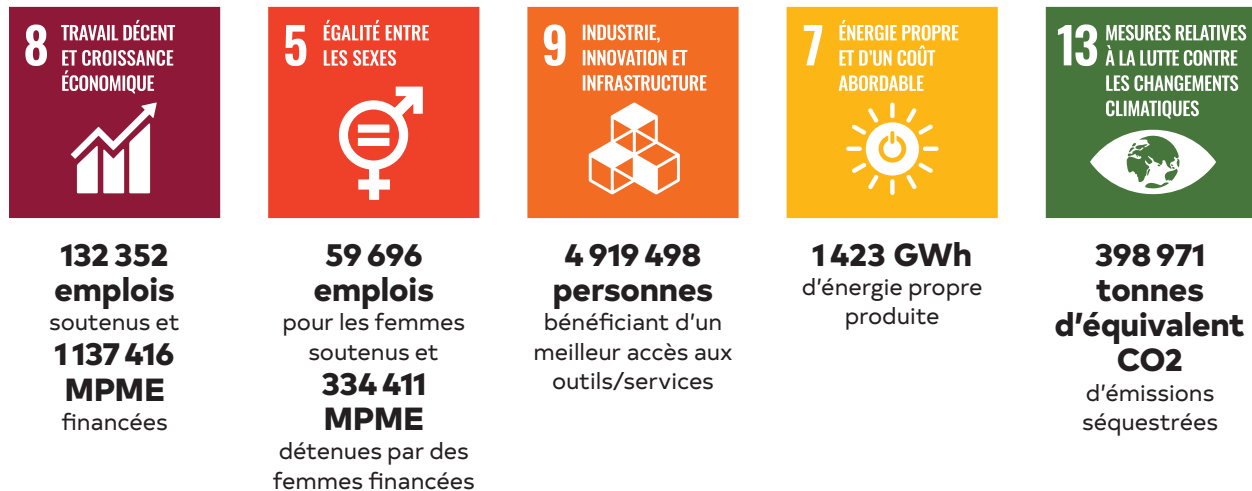 8 TRAVAIL DÉCENT
ET CROISSANCE
ÉCONOMIQUE
132 352
emplois
soutenus et
1 137 416
MPME
financées
5 ÉGALITÉ ENTRE
LES SEXES
59 696
emplois
pour les femmes
soutenus et
334 411
MPME
détenues par des
femmes financées
9 INDUSTRIE,
INNOVATION ET
INFRASTRUCTURE
4 919 498
personnes
bénéficiant d'un
meilleur accès aux
outils/services
7 ÉNERGIE PROPRE
ET D'UN COÛT
ABORDABLE
1 423 GWh
d'énergie propre
produite
13 MESURES RELATIVES
À LA LUTTE CONTRE
LES CHANGEMENTS
CLIMATIQUES
398 971
tonnes
d'équivalent
CO2
d'émissions
séquestrées